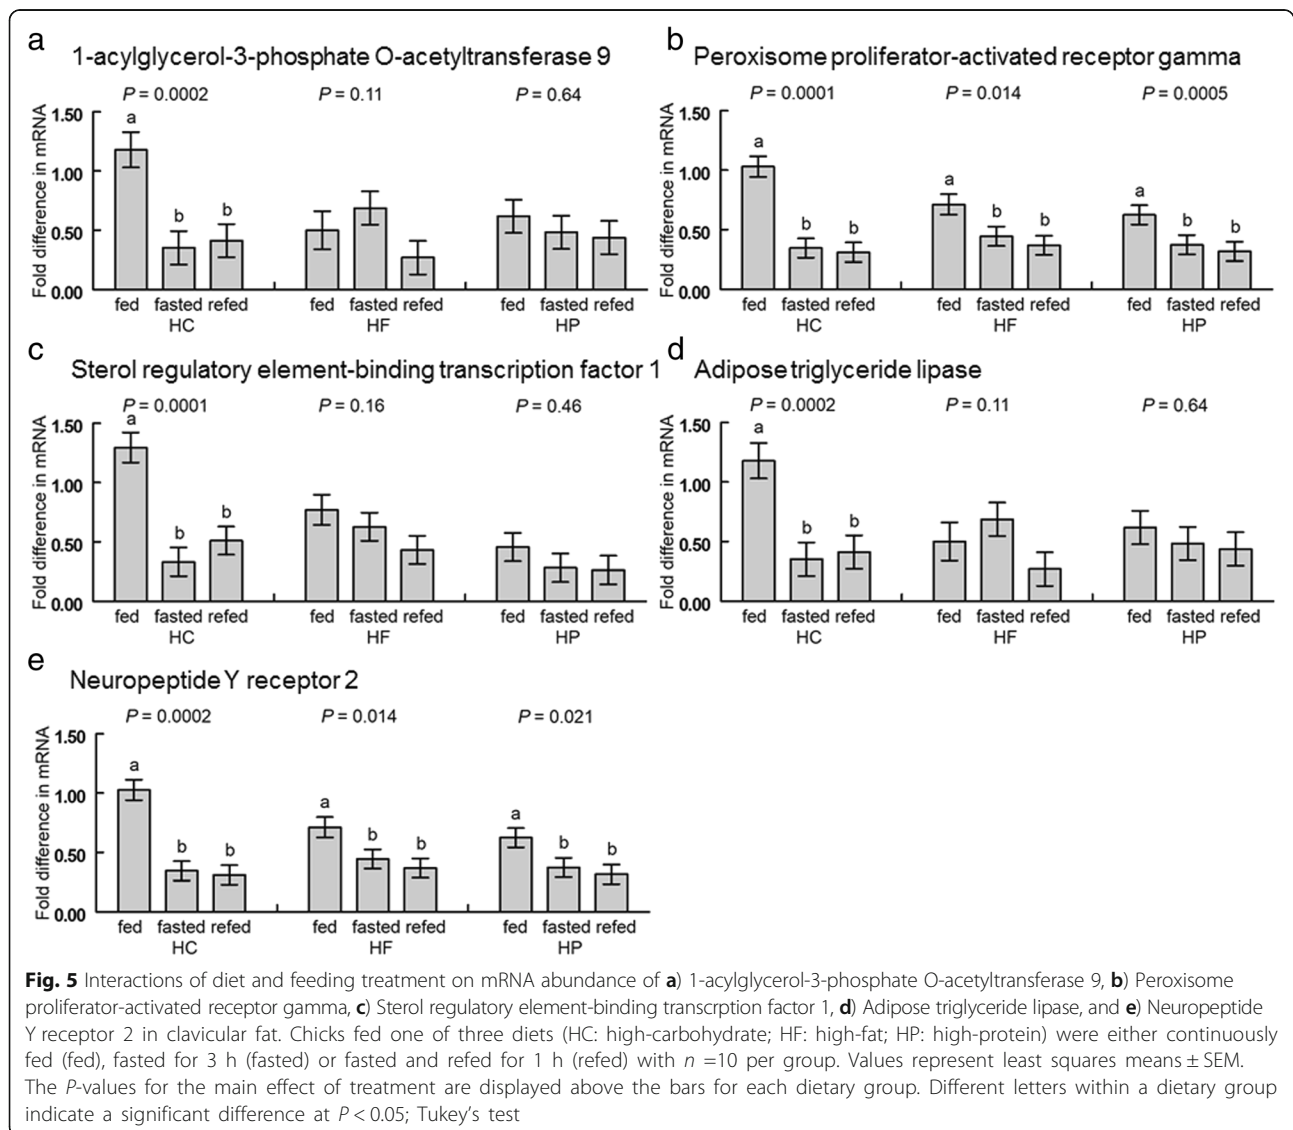 a
1-acylglycerol-3-phosphate O-acetyltransferase 9
P = 0.0002 P = 0.11 P = 0.64
Fold difference in mRNA
1.50
1.00
0.50
0.00
a
b b
fed fasted refed fed fasted refed fed fasted refed
HC HF HP
b
Peroxisome proliferator-activated receptor gamma
P = 0.0001 P = 0.014 P = 0.0005
Fold difference in mRNA
1.50
1.00
0.50
0.00
a a a
b b b b b b
fed fasted refed fed fasted refed fed fasted refed
HC HF HP
c
Sterol regulatory element-binding transcription factor 1
P = 0.0001 P = 0.16 P = 0.46
Fold difference in mRNA
1.50
1.00
0.50
0.00
a
b b
fed fasted refed fed fasted refed fed fasted refed
HC HF HP
d
Adipose triglyceride lipase
P = 0.0002 P = 0.11 P = 0.64
Fold difference in mRNA
1.50
1.00
0.50
0.00
a
b b
fed fasted refed fed fasted refed fed fasted refed
HC HF HP
e
Neuropeptide Y receptor 2
P = 0.0002 P = 0.014 P = 0.021
Fold difference in mRNA
1.50
1.00
0.50
0.00
a a a
b b b b b b
fed fasted refed fed fasted refed fed fasted refed
HC HF HP
Fig. 5 Interactions of diet and feeding treatment on mRNA abundance of a) 1-acylglycerol-3-phosphate O-acetyltransferase 9, b) Peroxisome
proliferator-activated receptor gamma, c) Sterol regulatory element-binding transcrption factor 1, d) Adipose triglyceride lipase, and e) Neuropeptide
Y receptor 2 in clavicular fat. Chicks fed one of three diets (HC: high-carbohydrate; HF: high-fat; HP: high-protein) were either continuously
fed (fed), fasted for 3 h (fasted) or fasted and refed for 1 h (refed) with n =10 per group. Values represent least squares means ± SEM.
The P-values for the main effect of treatment are displayed above the bars for each dietary group. Different letters within a dietary group
indicate a significant difference at P < 0.05; Tukey's test